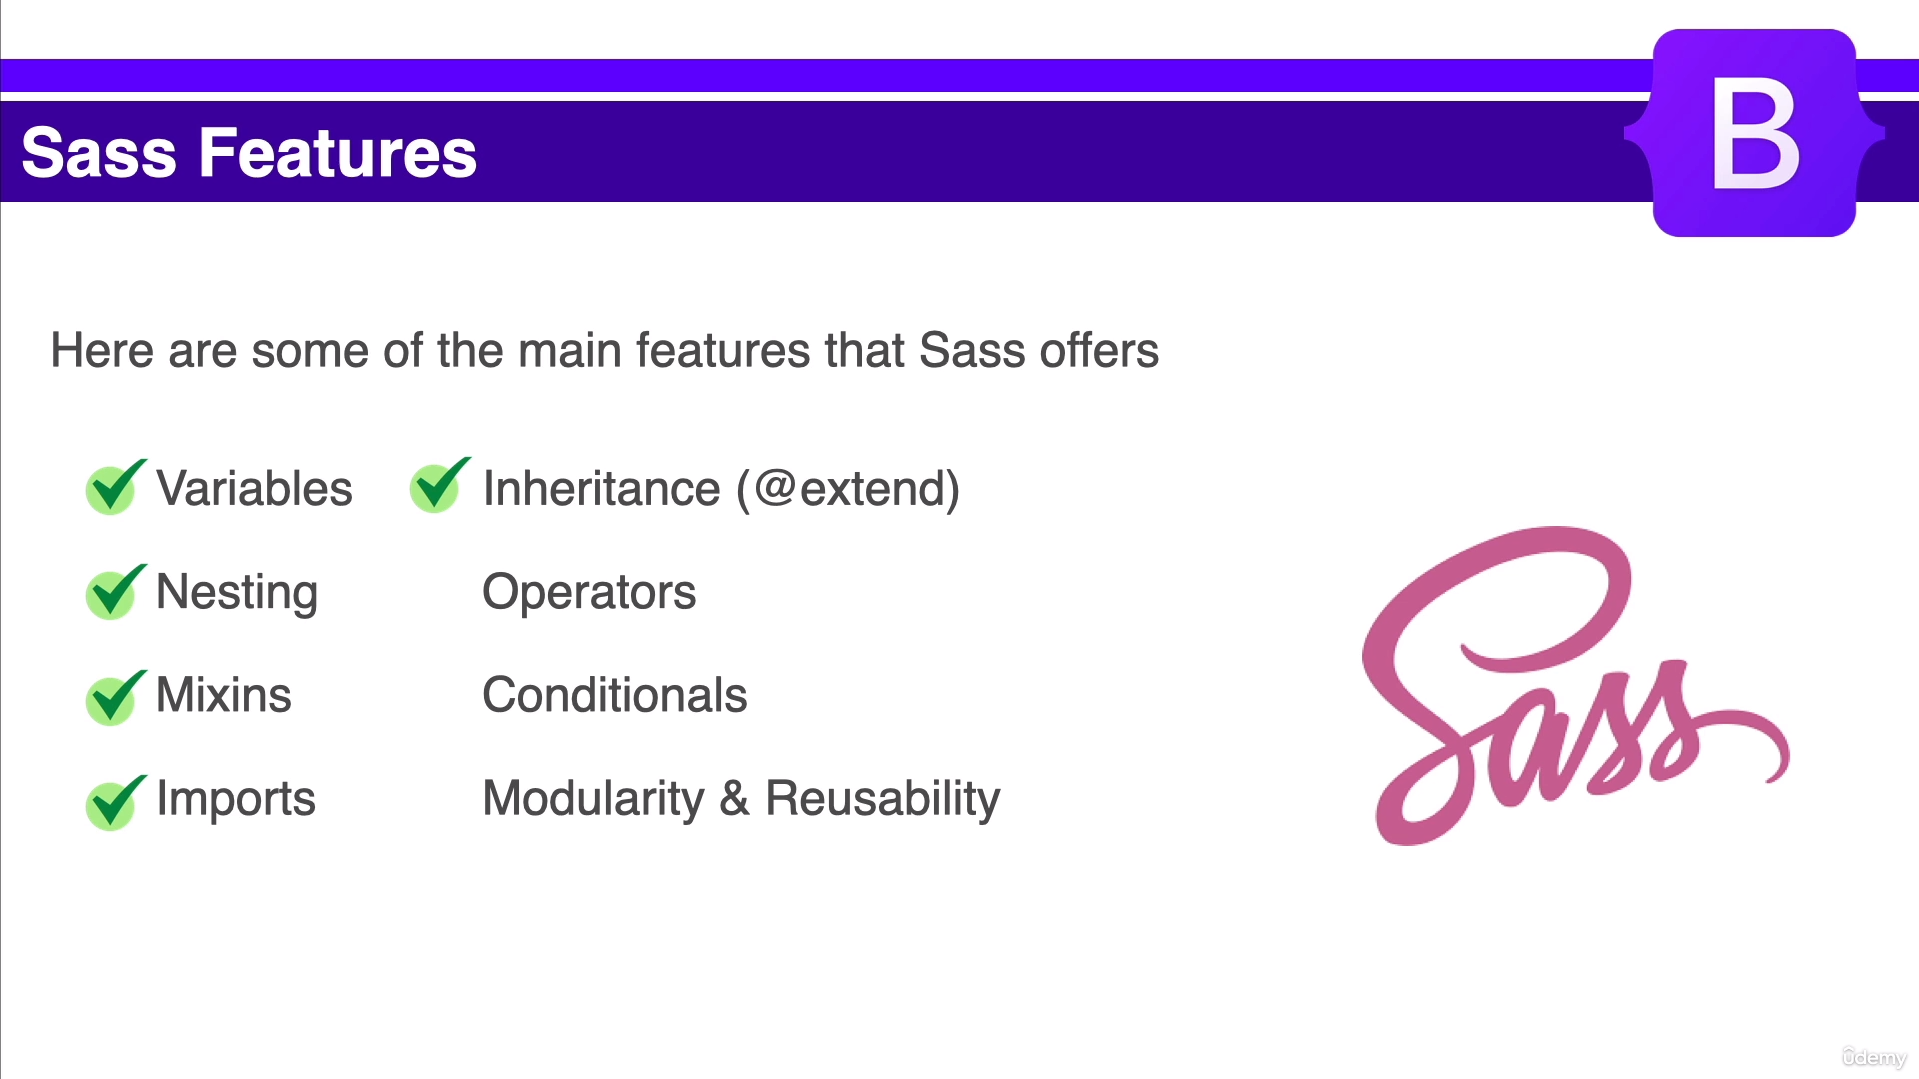 B
Sass Features
Here are some of the main features that Sass offers
Variables
Nesting
Mixins
Imports
Inheritance (@extend)
Operators
Conditionals
Modularity & Reusability
Sass
ûdemy